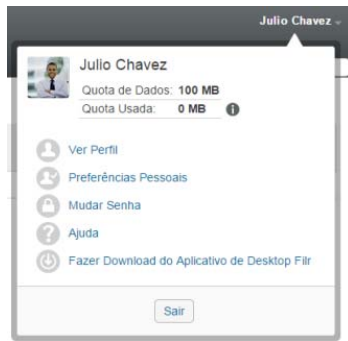 Julio Chavez
Julio Chavez
Quota de Dados: 100 MB
Quota Usada: 0 MB
Ver Perfil
Preferências Pessoais
Mudar Senha
Ajuda
Fazer Download do Aplicativo de Desktop Filr
Sair